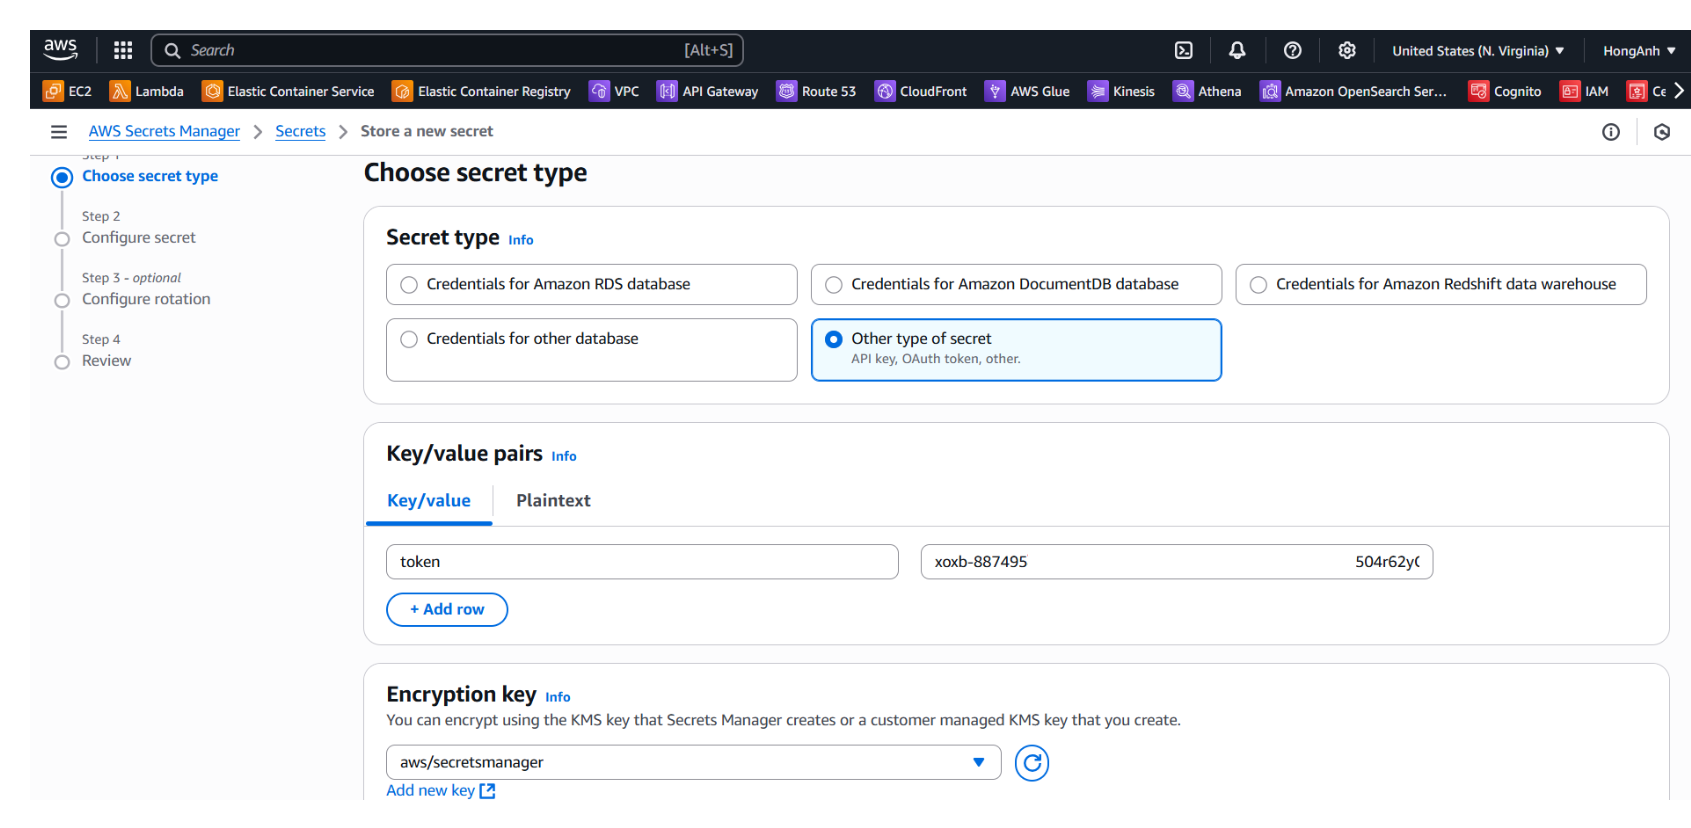 aws
Search [Alt+S]
United States (N. Virginia) HongAnh
EC2 Lambda Elastic Container Service Elastic Container Registry VPC API Gateway Route 53 CloudFront AWS Glue Kinesis Athena Amazon OpenSearch Ser... Cognito IAM Ce
AWS Secrets Manager > Secrets > Store a new secret
Step 1
Choose secret type
Step 2
Configure secret
Step 3 - optional
Configure rotation
Step 4
Review
Choose secret type
Secret type Info
Credentials for Amazon RDS database
Credentials for Amazon DocumentDB database
Credentials for Amazon Redshift data warehouse
Credentials for other database
Other type of secret
API key, OAuth token, other.
Key/value pairs Info
Key/value Plaintext
token xoxb-887495 504r62y
+ Add row
Encryption key Info
You can encrypt using the KMS key that Secrets Manager creates or a customer managed KMS key that you create.
aws/secretsmanager
Add new key